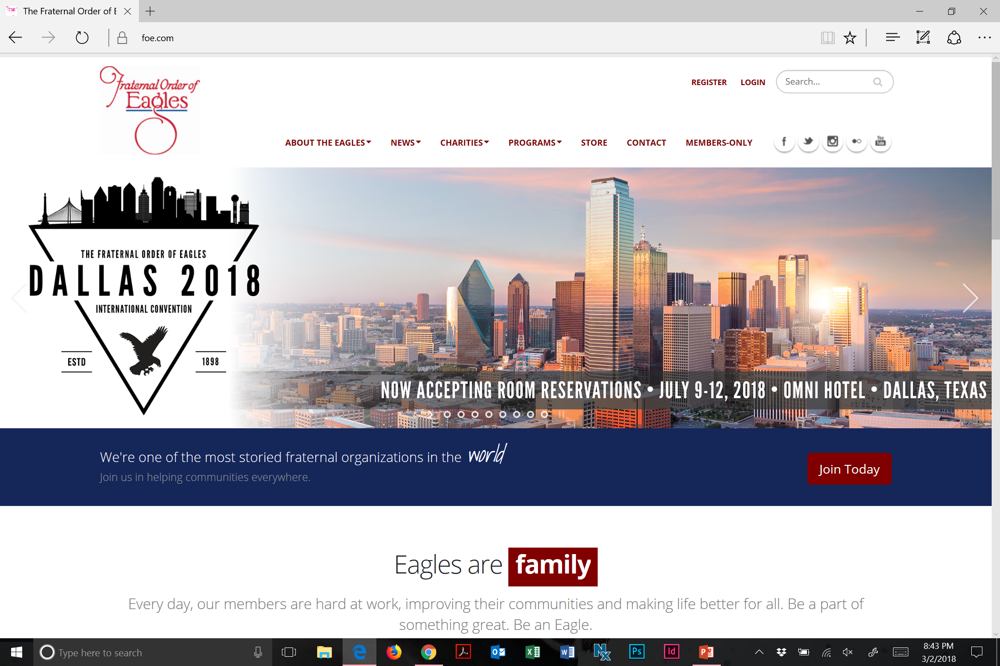 The Fraternal Order of E
foe.com
Fraternal Order of
Eagles
REGISTER LOGIN Search...
ABOUT THE EAGLES NEWS CHARITIES PROGRAMS STORE CONTACT MEMBERS-ONLY
f
You
Tube
THE FRATERNAL ORDER OF EAGLES
DALLAS 2018
INTERNATIONAL CONVENTION
ESTD 1898
NOW ACCEPTING ROOM RESERVATIONS • JULY 9-12, 2018 • OMNI HOTEL • DALLAS, TEXAS
We're one of the most storied fraternal organizations in the world
Join us in helping communities everywhere.
Join Today
Eagles are family
Every day, our members are hard at work, improving their communities and making life better for all. Be a part of
something great. Be an Eagle.
Type here to search
8:43 PM
3/2/2018